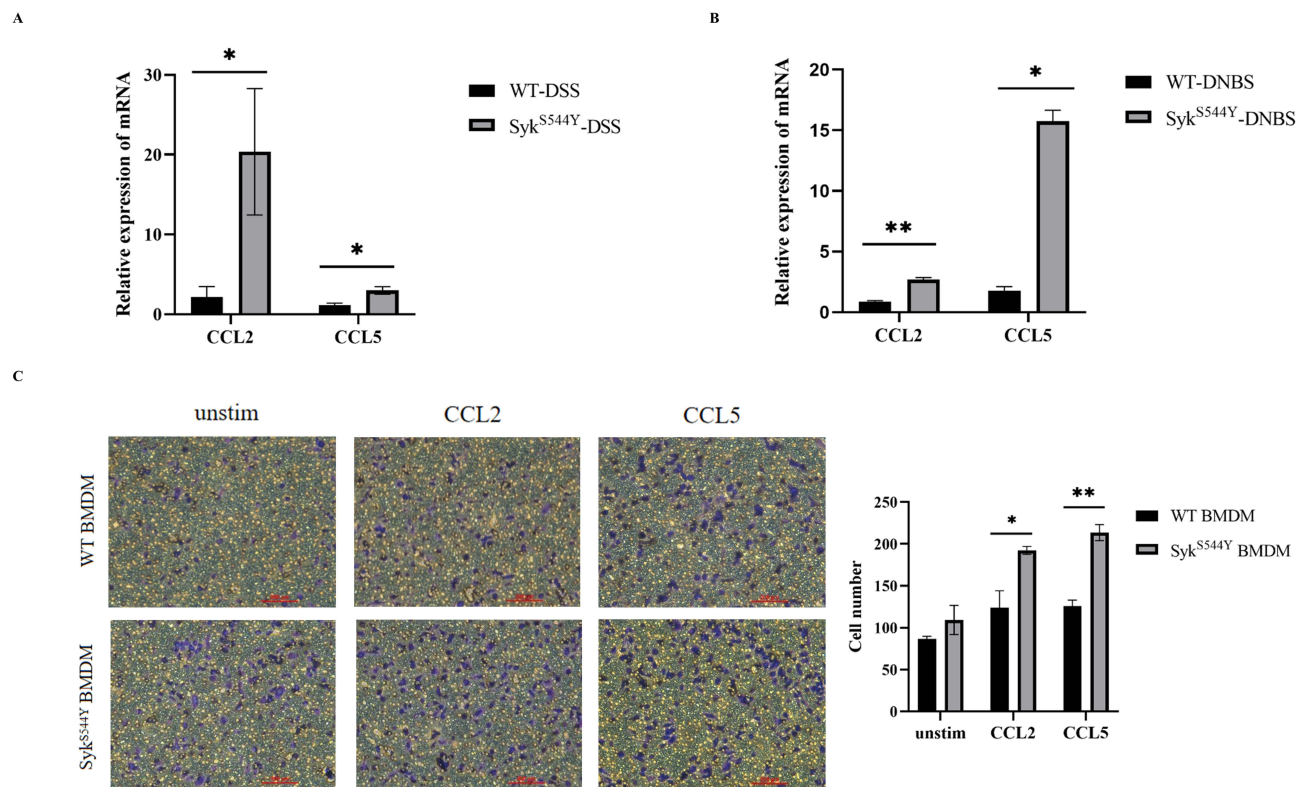 A
Relative expression of mRNA
30
20
10
0
*
*
CCL2
CCL5
WT-DSS
Syk^S544Y-DSS
B
Relative expression of mRNA
20
15
10
5
0
**
*
CCL2
CCL5
WT-DNBS
Syk^S544Y-DNBS
C
unstim
CCL2
CCL5
WT BMDM
Syk^S544Y BMDM
Cell number
250
200
150
100
50
0
*
**
unstim
CCL2
CCL5
WT BMDM
Syk^S544Y BMDM